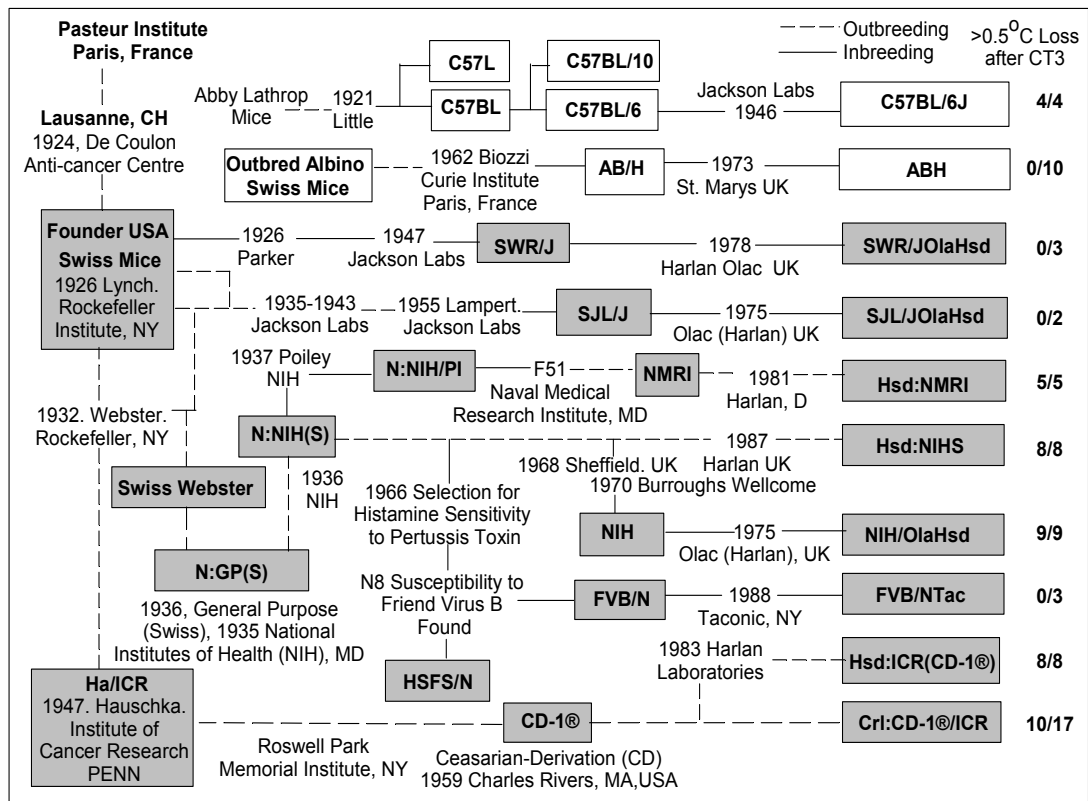 Pasteur Institute
Paris, France
Outbreeding
Inbreeding
>0.5°C Loss
after CT3
Lausanne, CH
1924, De Coulon
Anti-cancer Centre
Abby Lathrop
Mice
1921
Little
C57L
C57BL
C57BL/10
C57BL/6
Jackson Labs
1946
C57BL/6J
4/4
Outbred Albino
Swiss Mice
1962 Biozzi
Curie Institute
Paris, France
AB/H
1973
St. Marys UK
ABH
0/10
Founder USA
Swiss Mice
1926 Lynch.
Rockefeller
Institute, NY
1926
Parker
1947
Jackson Labs
SWR/J
1978
Harlan Olac UK
SWR/JOlaHsd
0/3
1935-1943
Jackson Labs
1955 Lampert.
Jackson Labs
SJL/J
1975
Olac (Harlan) UK
SJL/JOlaHsd
0/2
1937 Poiley
NIH
N:NIH/PI
F51
Naval Medical
Research Institute, MD
NMRI
1981
Harlan, D
Hsd:NMRI
5/5
1932. Webster.
Rockefeller, NY
N:NIH(S)
1987
Harlan UK
Hsd:NIHS
8/8
Swiss Webster
1936
NIH
1966 Selection for
Histamine Sensitivity
to Pertussis Toxin
1968 Sheffield. UK
1970 Burroughs Wellcome
NIH
1975
Olac (Harlan), UK
NIH/OlaHsd
9/9
N:GP(S)
1936, General Purpose
(Swiss), 1935 National
Institutes of Health (NIH), MD
N8 Susceptibility to
Friend Virus B
Found
FVB/N
1988
Taconic, NY
FVB/NTac
0/3
HSFS/N
1983 Harlan
Laboratories
Hsd:ICR(CD-1®)
8/8
Ha/ICR
1947. Hauschka.
Institute of
Cancer Research
PENN
Roswell Park
Memorial Institute, NY
CD-1®
Ceasarian-Derivation (CD)
1959 Charles Rivers, MA,USA
Crl:CD-1®/ICR
10/17